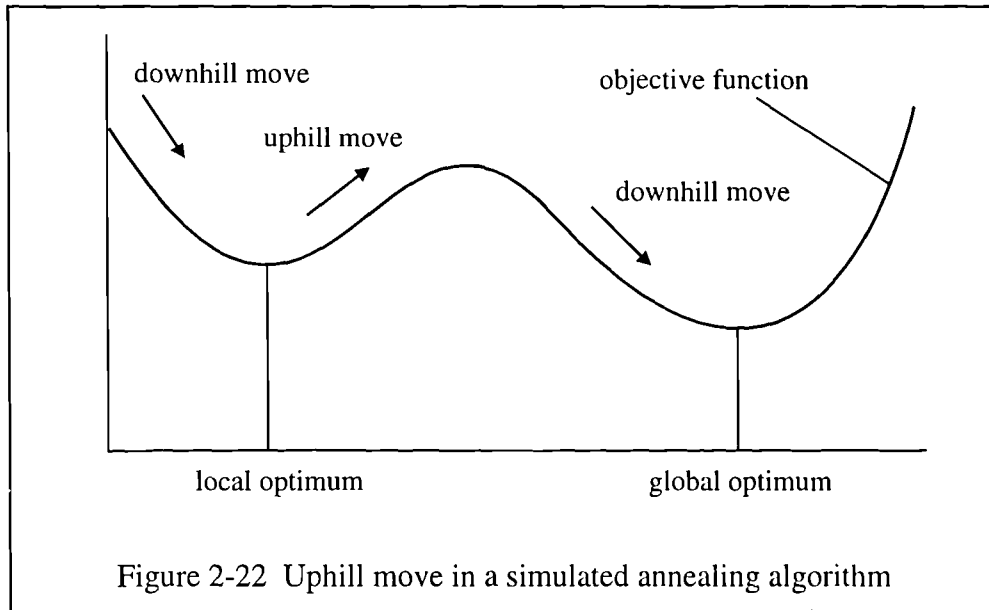 downhill move
objective function
uphill move
downhill move
local optimum
global optimum
Figure 2-22 Uphill move in a simulated annealing algorithm